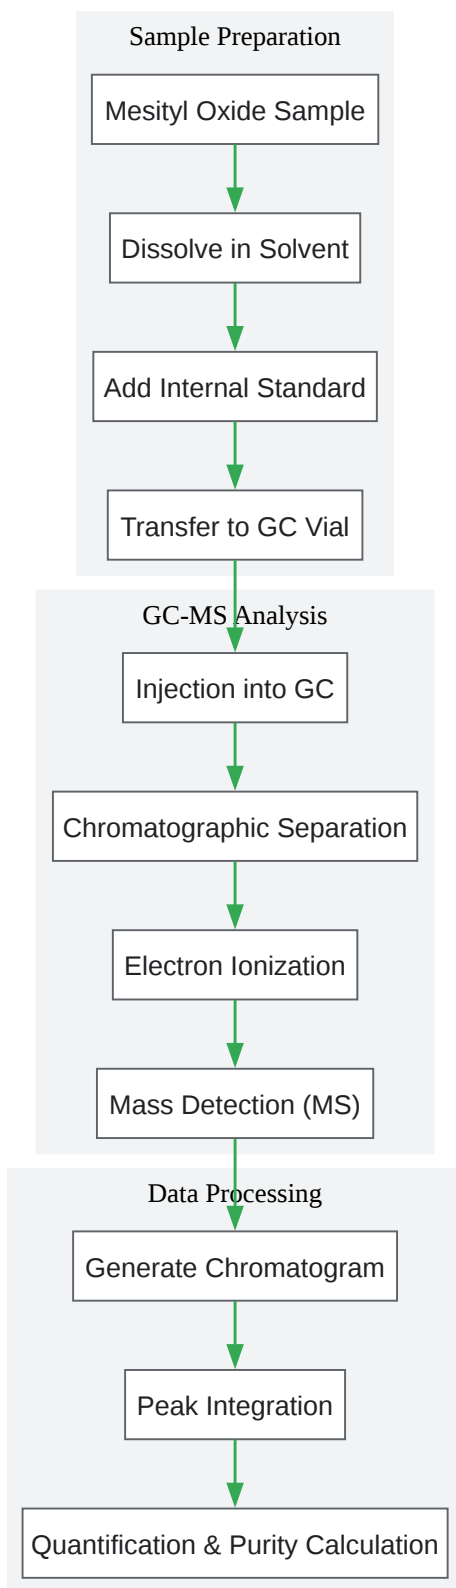 Sample Preparation
Mesityl Oxide Sample
Dissolve in Solvent
Add Internal Standard
Transfer to GC Vial
GC-MS Analysis
Injection into GC
Chromatographic Separation
Electron Ionization
Mass Detection (MS)
Data Processing
Generate Chromatogram
Peak Integration
Quantification & Purity Calculation